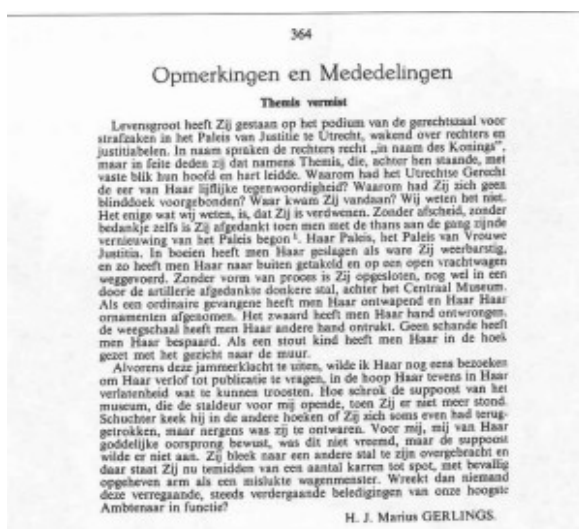 364
Opmerkingen en Mededelingen
Themis vermist
Levensgroot heeft Zij gestaan op het podium van de gerechtszaal voor
strafzaken in het Paleis van Justitie te Utrecht, wakend over rechters en
justitiabelen. In naam spraken de rechters recht „in naam des Konings”,
maar in feite deden zij dat namens Themis, die, achter hen staande, met
vaste blik hun hoofd en hart leidde. Waarom had het Utrechtse Gerecht
de eer van Haar lijflijke tegenwoordigheid? Waarom had Zij zich geen
blinddoek voorgebonden? Waar kwam Zij vandaan? Wij weten het niet.
Het enige wat wij weten, is, dat Zij is verdwenen. Zonder afscheid, zonder
bedankje zelfs is Zij afgedankt toen men met de thans aan de gang zijnde
vernieuwing van het Paleis begon ¹. Haar Paleis, het Paleis van Vrouwe
Justitia. In boeien heeft men Haar geslagen als ware Zij weerbarstig,
en zo heeft men Haar naar buiten getakeld en op een open vrachtwagen
weggevoerd. Zonder vorm van proces is Zij opgesloten, nog wel in een
door de artillerie afgedankte donkere stal, achter het Centraal Museum.
Als een ordinaire gevangene heeft men Haar ontwapend en Haar Haar
ornamenten afgenomen. Het zwaard heeft men Haar hand ontwrongen,
de weegschaal heeft men Haar andere hand ontrukt. Geen schande heeft
men Haar bespaard. Als een stout kind heeft men Haar in de hoek
gezet met het gezicht naar de muur.
Alvorens deze jammerklacht te uiten, wilde ik Haar nog eens bezoeken
om Haar verlof tot publicatie te vragen, in de hoop Haar tevens in Haar
verlatenheid wat te kunnen troosten. Hoe schrok de suppoost van het
museum, die de staldeur voor mij opende, toen Zij er niet meer stond.
Schuchter keek hij in de andere hoeken of Zij zich soms even had terug-
getrokken, maar nergens was zij te ontwaren. Voor mij, mij van Haar
goddelijke oorsprong bewust, was dit niet vreemd, maar de suppoost
wilde er niet aan. Zij bleek naar een andere stal te zijn overgebracht en
daar staat Zij nu temidden van een aantal karren tot spot, met bevallig
opgeheven arm als een mislukte wagenmenster. Wreekt dan niemand
deze verregaande, steeds verdergaande beledigingen van onze hoogste
Ambtenaar in functie?
H. J. Marius GERLINGS.